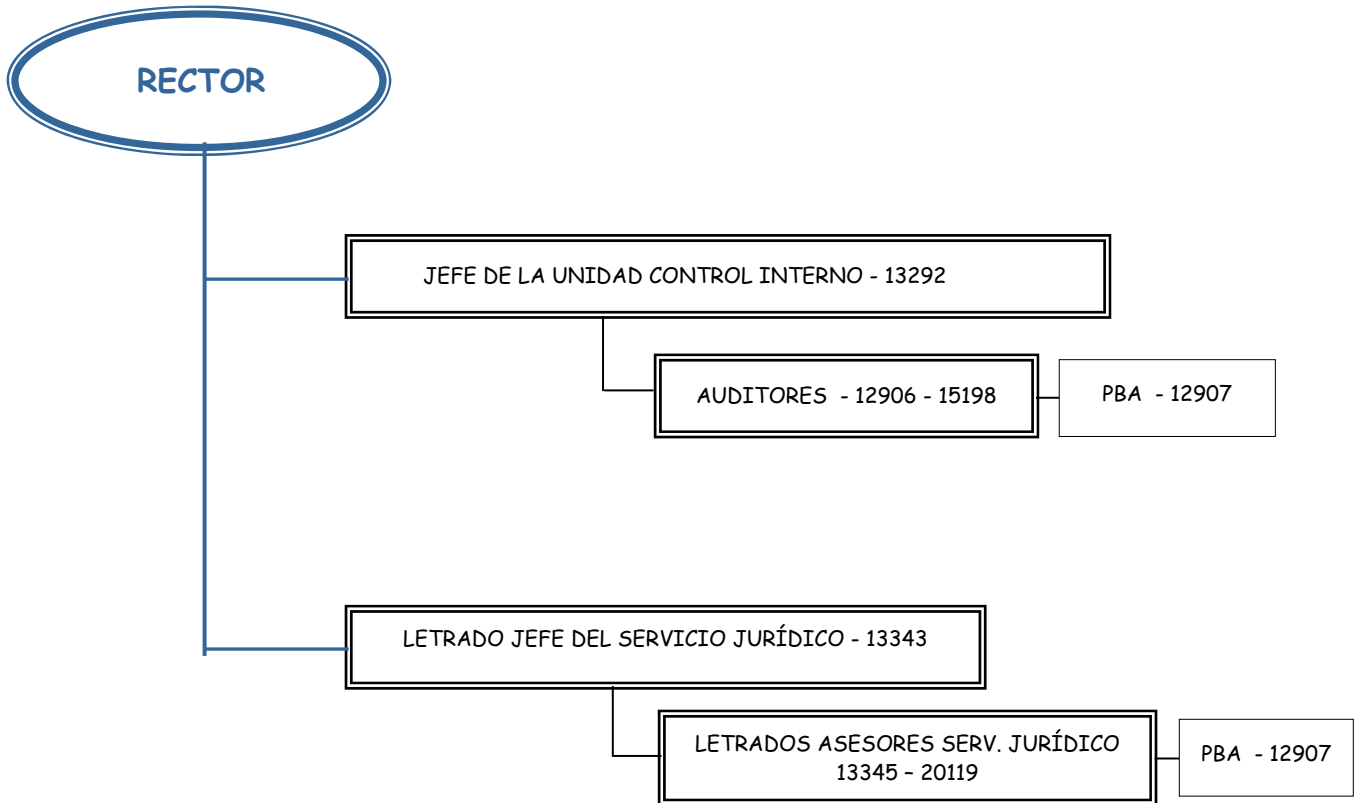 RECTOR
JEFE DE LA UNIDAD CONTROL INTERNO - 13292
AUDITORES - 12906 - 15198
PBA - 12907
LETRADO JEFE DEL SERVICIO JURÍDICO - 13343
LETRADOS ASESORES SERV. JURÍDICO
13345 – 20119
PBA - 12907